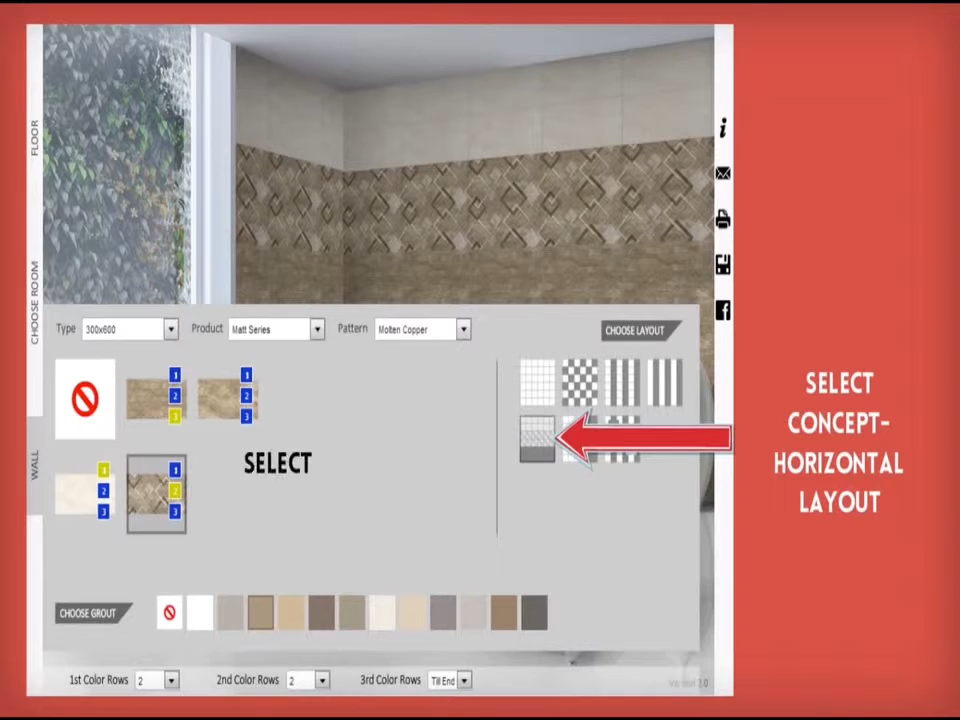 FLOOR
CHOOSE ROOM
WALL
i
f
Type 300x600 Product Matt Series Pattern Molten Copper
CHOOSE LAYOUT
1 1
2 2
3 3
1 1
2 2
3 3
SELECT
SELECT
CONCEPT-
HORIZONTAL
LAYOUT
CHOOSE GROUT
1st Color Rows 2 2nd Color Rows 2 3rd Color Rows Till End